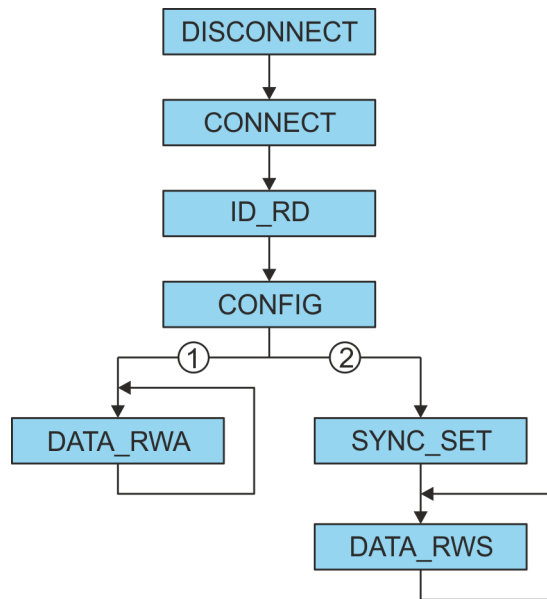 DISCONNECT
CONNECT
ID_RD
CONFIG
1
2
DATA_RWA
SYNC_SET
DATA_RWS